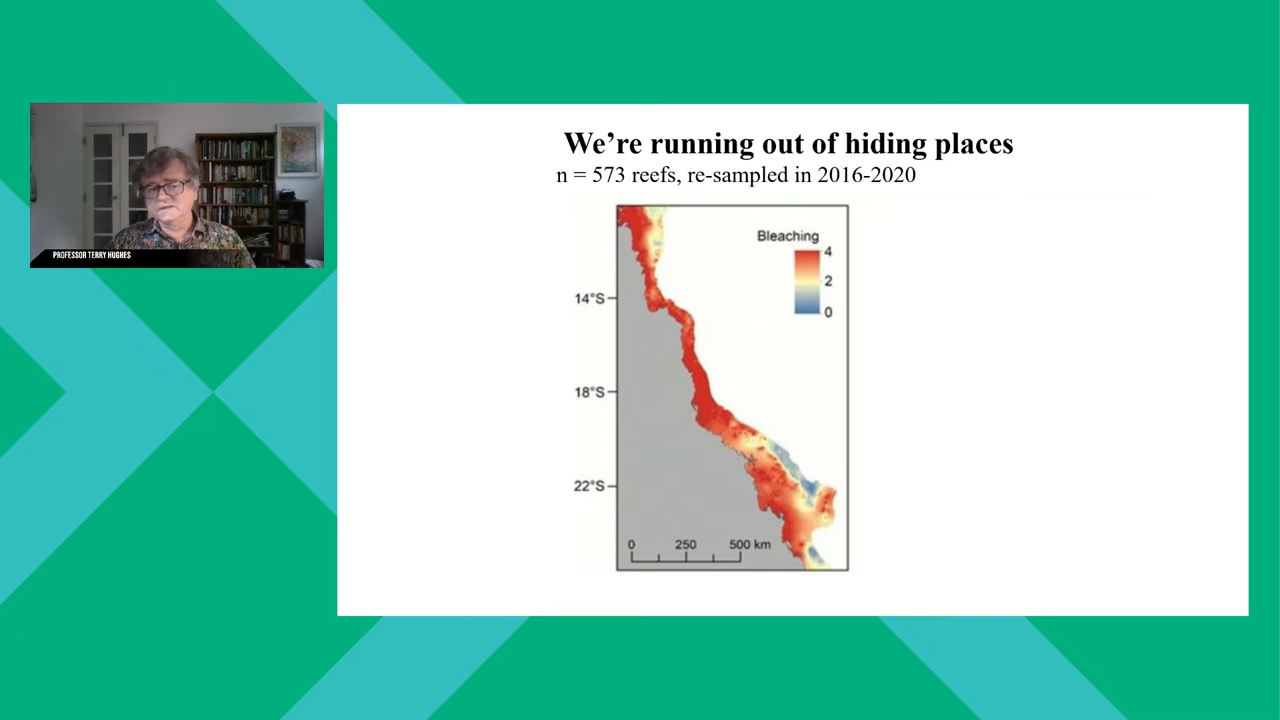 We’re running out of hiding places
n = 573 reefs, re-sampled in 2016-2020
Bleaching
4
2
0
14°S
18°S
22°S
0 250 500 km
PROFESSOR TERRY HUGHES